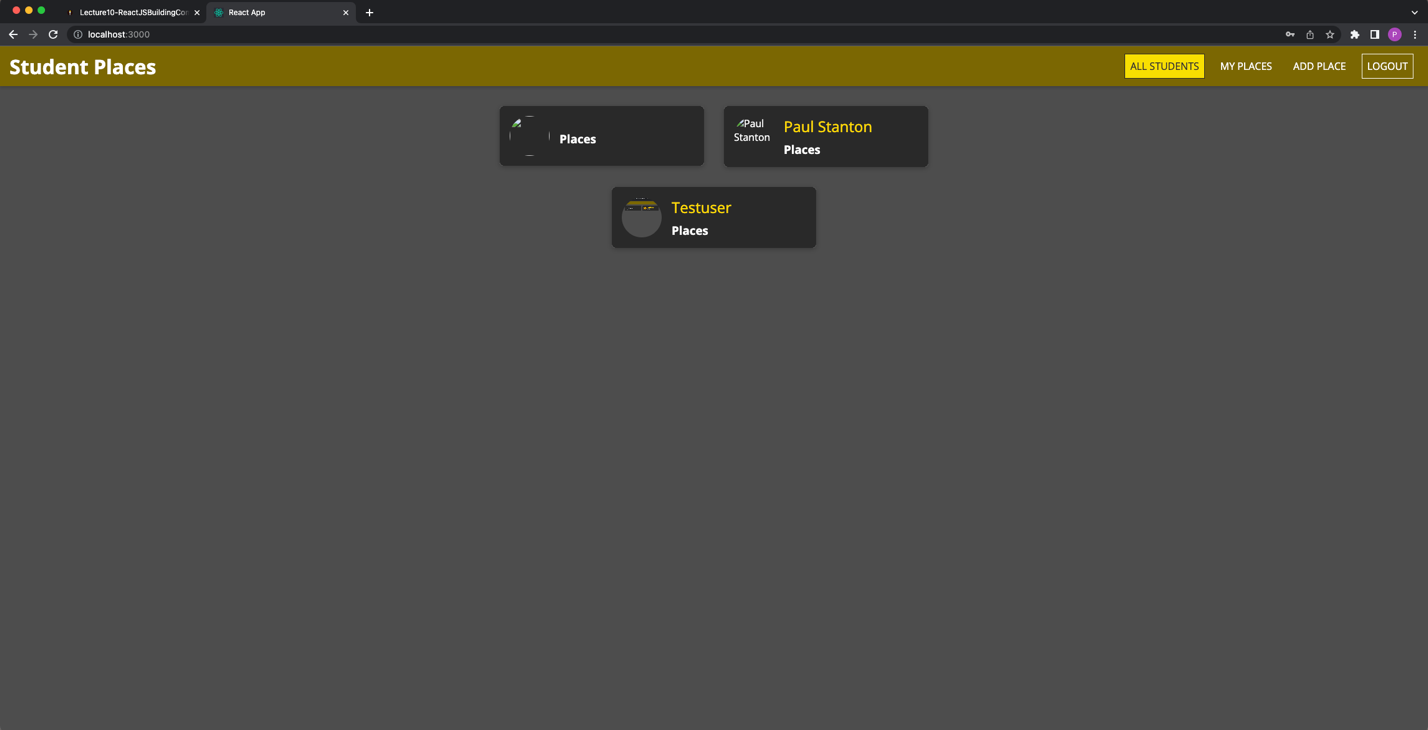 Lecture10-ReactJSBuildingCor
React App
localhost:3000
P
Student Places
ALL STUDENTS
MY PLACES
ADD PLACE
LOGOUT
Places
Paul
Stanton
Paul Stanton
Places
Testuser
Places